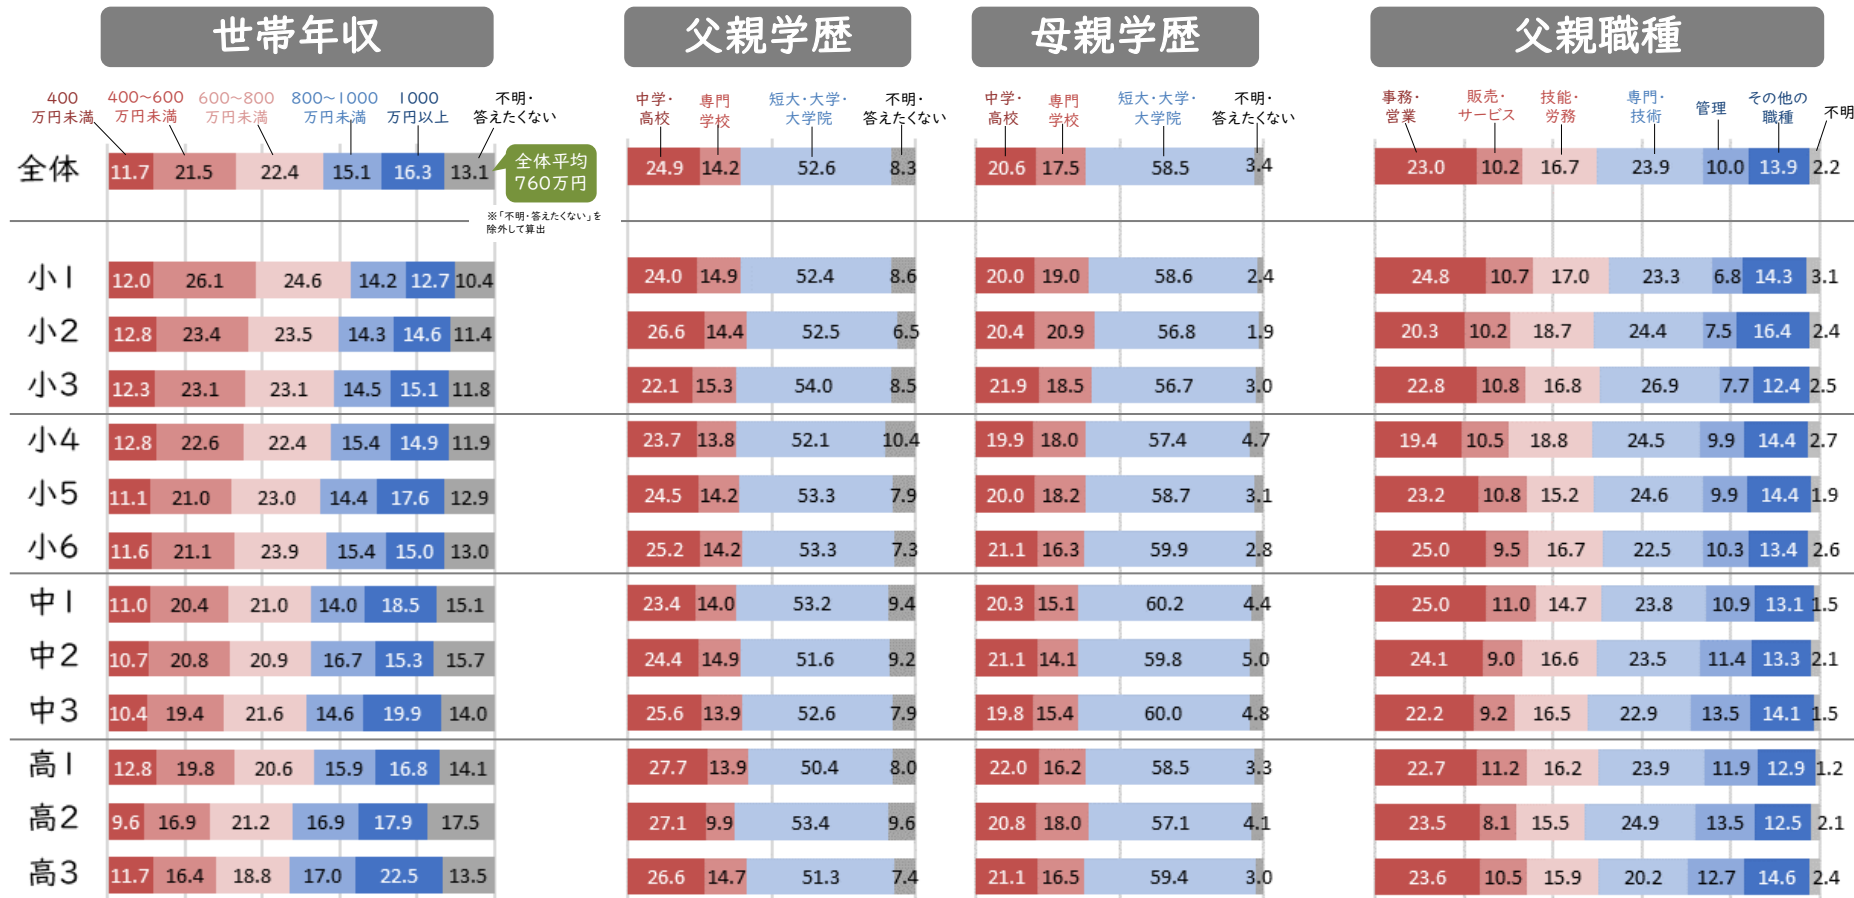 世帯年収 父親学歴 母親学歴 父親職種
400
万円未満
400～600
万円未満
600～800
万円未満
800～1000
万円未満
1000
万円以上
不明・
答えたくない
中学・
高校
専門
学校
短大・大学・
大学院
不明・
答えたくない
中学・
高校
専門
学校
短大・大学・
大学院
不明・
答えたくない
事務・
営業
販売・
サービス
技能・
労務
専門・
技術
管理
その他の
職種
不明
全体 11.7 21.5 22.4 15.1 16.3 13.1 24.9 14.2 52.6 8.3 20.6 17.5 58.5 3.4 23.0 10.2 16.7 23.9 10.0 13.9 2.2
全体平均
760万円
※「不明・答えたくない」を
除外して算出
小1 12.0 26.1 24.6 14.2 12.7 10.4 24.0 14.9 52.4 8.6 20.0 19.0 58.6 2.4 24.8 10.7 17.0 23.3 6.8 14.3 3.1
小2 12.8 23.4 23.5 14.3 14.6 11.4 26.6 14.4 52.5 6.5 20.4 20.9 56.8 1.9 20.3 10.2 18.7 24.4 7.5 16.4 2.4
小3 12.3 23.1 23.1 14.5 15.1 11.8 22.1 15.3 54.0 8.5 21.9 18.5 56.7 3.0 22.8 10.8 16.8 26.9 7.7 12.4 2.5
小4 12.8 22.6 22.4 15.4 14.9 11.9 23.7 13.8 52.1 10.4 19.9 18.0 57.4 4.7 19.4 10.5 18.8 24.5 9.9 14.4 2.7
小5 11.1 21.0 23.0 14.4 17.6 12.9 24.5 14.2 53.3 7.9 20.0 18.2 58.7 3.1 23.2 10.8 15.2 24.6 9.9 14.4 1.9
小6 11.6 21.1 23.9 15.4 15.0 13.0 25.2 14.2 53.3 7.3 21.1 16.3 59.9 2.8 25.0 9.5 16.7 22.5 10.3 13.4 2.6
中1 11.0 20.4 21.0 14.0 18.5 15.1 23.4 14.0 53.2 9.4 20.3 15.1 60.2 4.4 25.0 11.0 14.7 23.8 10.9 13.1 1.5
中2 10.7 20.8 20.9 16.7 15.3 15.7 24.4 14.9 51.6 9.2 21.1 14.1 59.8 5.0 24.1 9.0 16.6 23.5 11.4 13.3 2.1
中3 10.4 19.4 21.6 14.6 19.9 14.0 25.6 13.9 52.6 7.9 19.8 15.4 60.0 4.8 22.2 9.2 16.5 22.9 13.5 14.1 1.5
高1 12.8 19.8 20.6 15.9 16.8 14.1 27.7 13.9 50.4 8.0 22.0 16.2 58.5 3.3 22.7 11.2 16.2 23.9 11.9 12.9 1.2
高2 9.6 16.9 21.2 16.9 17.9 17.5 27.1 9.9 53.4 9.6 20.8 18.0 57.1 4.1 23.5 8.1 15.5 24.9 13.5 12.5 2.1
高3 11.7 16.4 18.8 17.0 22.5 13.5 26.6 14.7 51.3 7.4 21.1 16.5 59.4 3.0 23.6 10.5 15.9 20.2 12.7 14.6 2.4